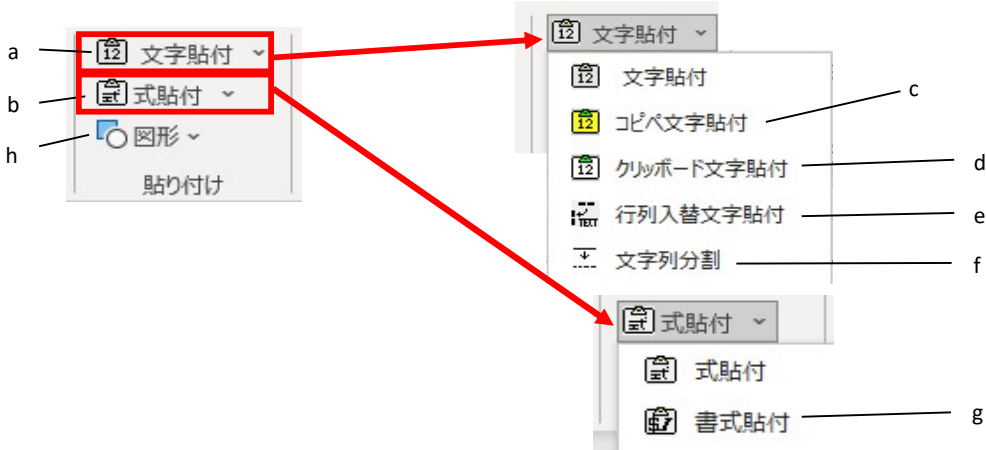 a
文字貼付
b
式貼付
h
図形
貼り付け
文字貼付
文字貼付
コピペ文字貼付
c
クリッボード文字貼付
d
行列入替文字貼付
e
文字列分割
f
式貼付
式貼付
書式貼付
g